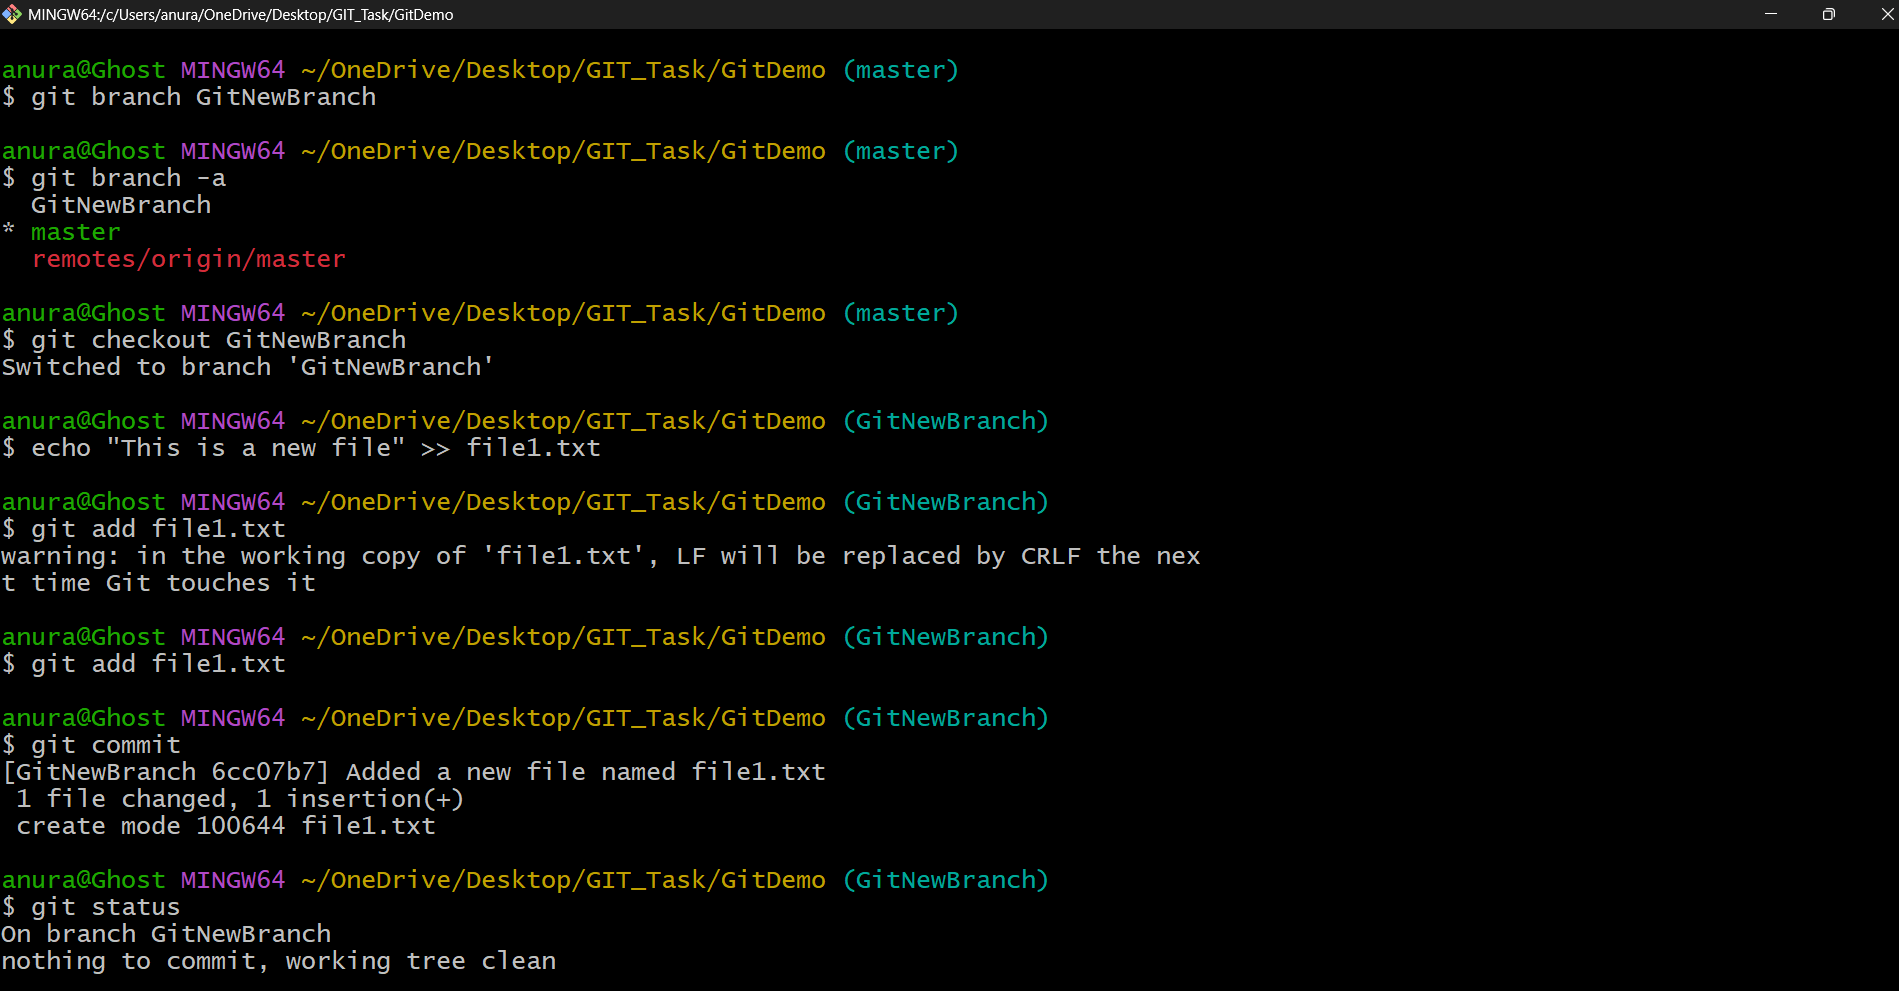 MINGW64:/c/Users/anura/OneDrive/Desktop/GIT_Task/GitDemo
anura@Ghost MINGW64 ~/OneDrive/Desktop/GIT_Task/GitDemo (master)
$ git branch GitNewBranch
anura@Ghost MINGW64 ~/OneDrive/Desktop/GIT_Task/GitDemo (master)
$ git branch -a
  GitNewBranch
* master
  remotes/origin/master
anura@Ghost MINGW64 ~/OneDrive/Desktop/GIT_Task/GitDemo (master)
$ git checkout GitNewBranch
Switched to branch 'GitNewBranch'
anura@Ghost MINGW64 ~/OneDrive/Desktop/GIT_Task/GitDemo (GitNewBranch)
$ echo "This is a new file" >> file1.txt
anura@Ghost MINGW64 ~/OneDrive/Desktop/GIT_Task/GitDemo (GitNewBranch)
$ git add file1.txt
warning: in the working copy of 'file1.txt', LF will be replaced by CRLF the nex
t time Git touches it
anura@Ghost MINGW64 ~/OneDrive/Desktop/GIT_Task/GitDemo (GitNewBranch)
$ git add file1.txt
anura@Ghost MINGW64 ~/OneDrive/Desktop/GIT_Task/GitDemo (GitNewBranch)
$ git commit
[GitNewBranch 6cc07b7] Added a new file named file1.txt
 1 file changed, 1 insertion(+)
 create mode 100644 file1.txt
anura@Ghost MINGW64 ~/OneDrive/Desktop/GIT_Task/GitDemo (GitNewBranch)
$ git status
On branch GitNewBranch
nothing to commit, working tree clean